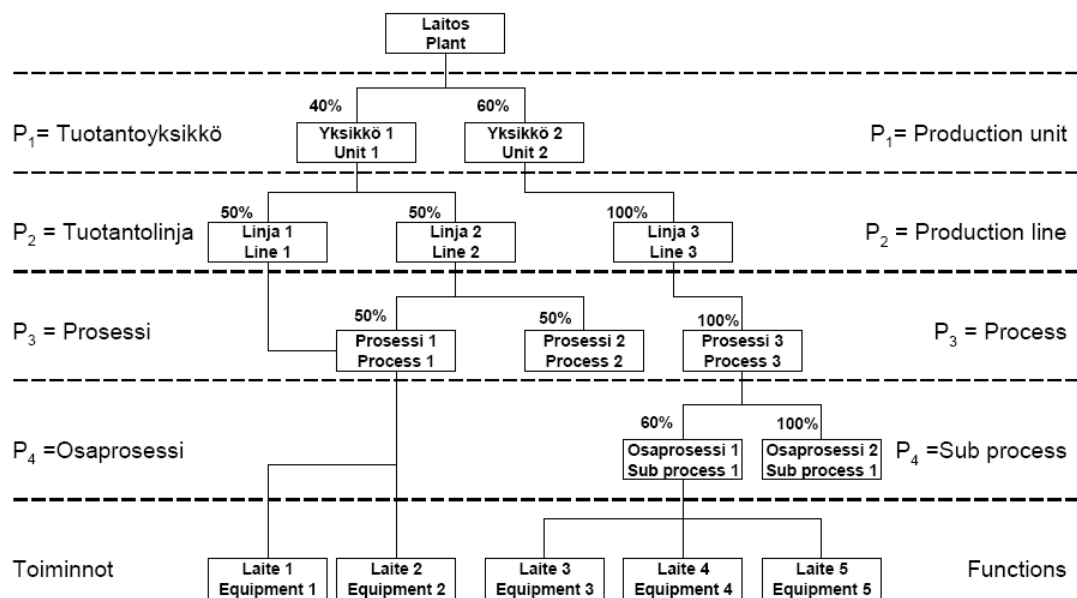 Laitos
Plant
40%
60%
P1= Tuotantoyksikkö
Yksikkö 1
Unit 1
Yksikkö 2
Unit 2
P1= Production unit
50%
50%
100%
P2 = Tuotantolinja
Linja 1
Line 1
Linja 2
Line 2
Linja 3
Line 3
P2 = Production line
50%
50%
100%
P3 = Prosessi
Prosessi 1
Process 1
Prosessi 2
Process 2
Prosessi 3
Process 3
P3 = Process
60%
100%
P4 =Osaprosessi
Osaprosessi 1
Sub process 1
Osaprosessi 2
Sub process 1
P4 =Sub process
Toiminnot
Laite 1
Equipment 1
Laite 2
Equipment 2
Laite 3
Equipment 3
Laite 4
Equipment 4
Laite 5
Equipment 5
Functions